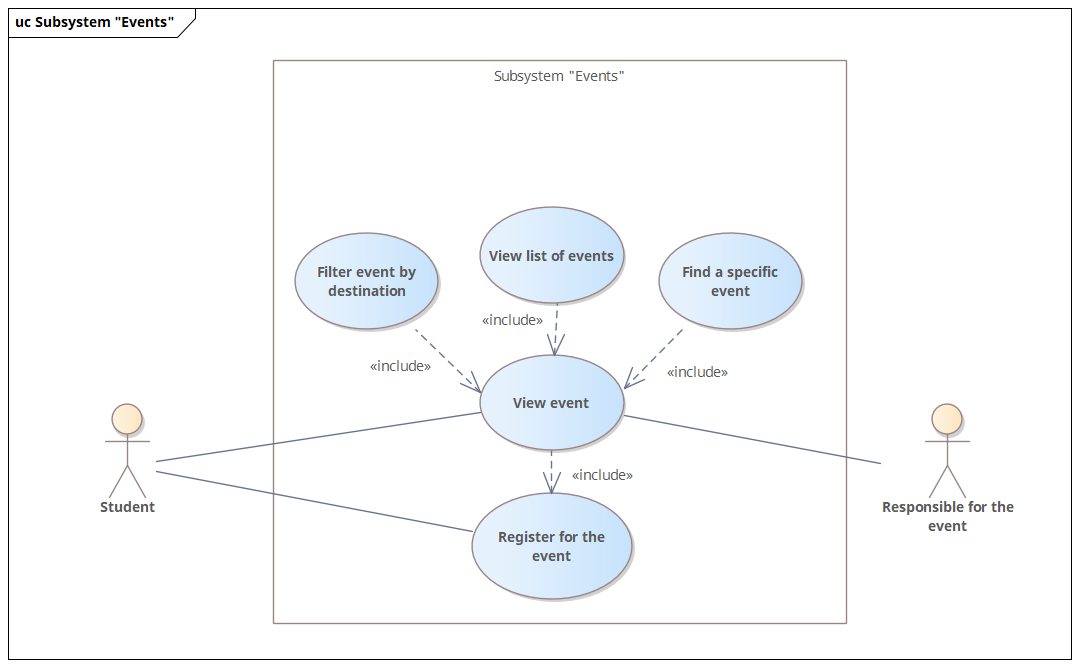 uc Subsystem "Events"
Subsystem "Events"
View list of events
Filter event by
destination
Find a specific
event
«include»
«include»
«include»
View event
«include»
Student
Responsible for the
event
Register for the
event